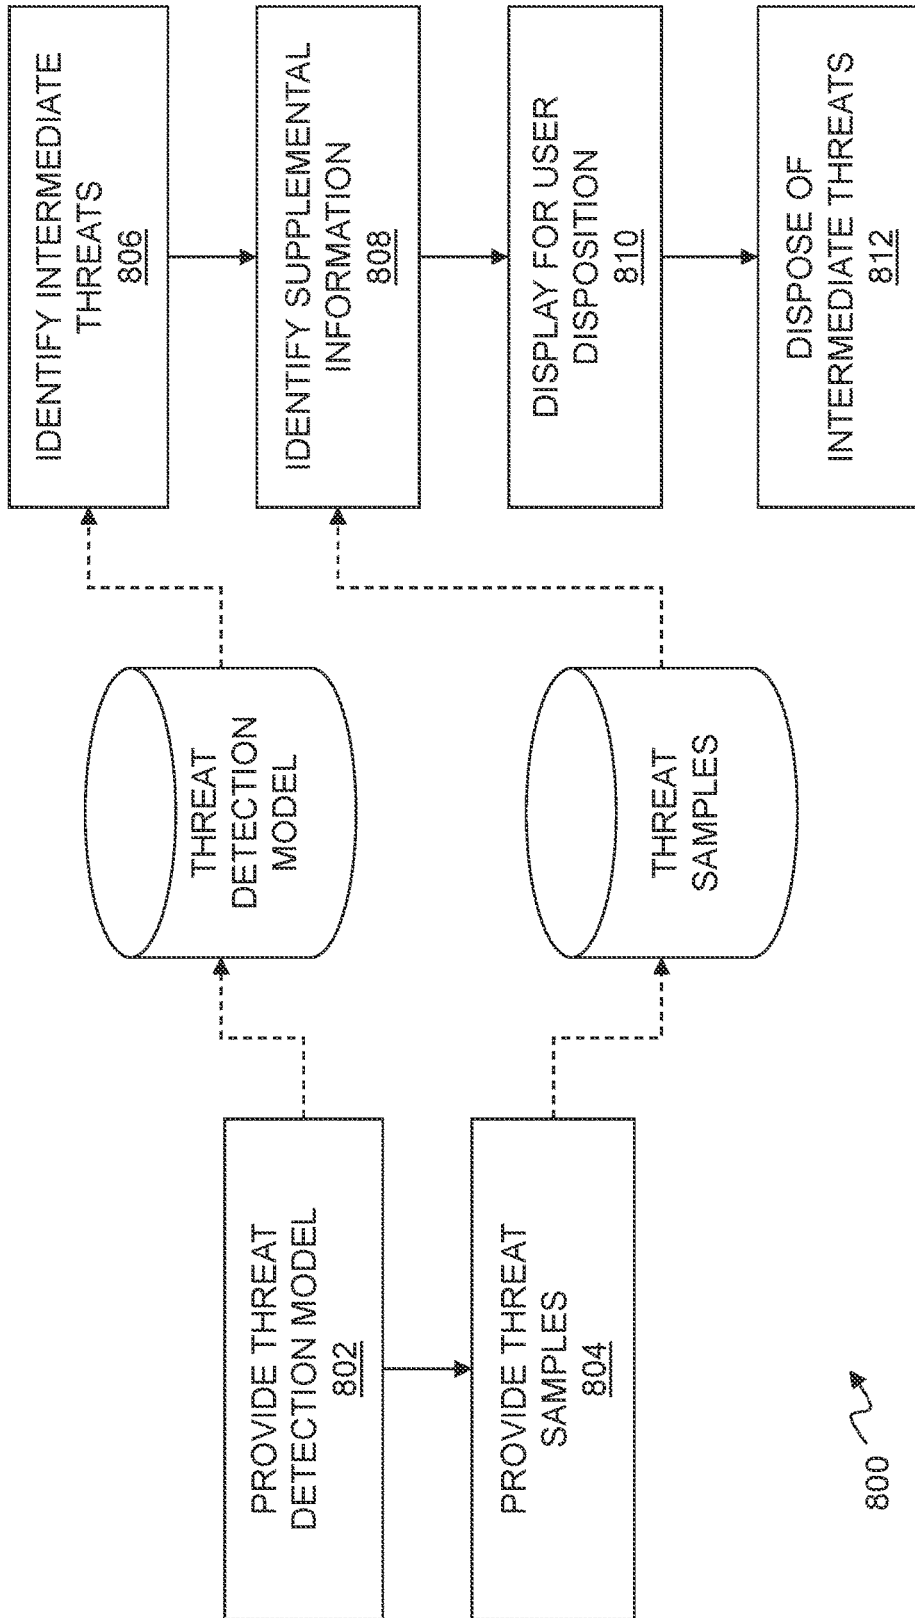 PROVIDE THREAT
DETECTION MODEL
802
PROVIDE THREAT
SAMPLES
804
THREAT
DETECTION
MODEL
THREAT
SAMPLES
IDENTIFY INTERMEDIATE
THREATS
806
IDENTIFY SUPPLEMENTAL
INFORMATION
808
DISPLAY FOR USER
DISPOSITION
810
DISPOSE OF
INTERMEDIATE THREATS
812
800